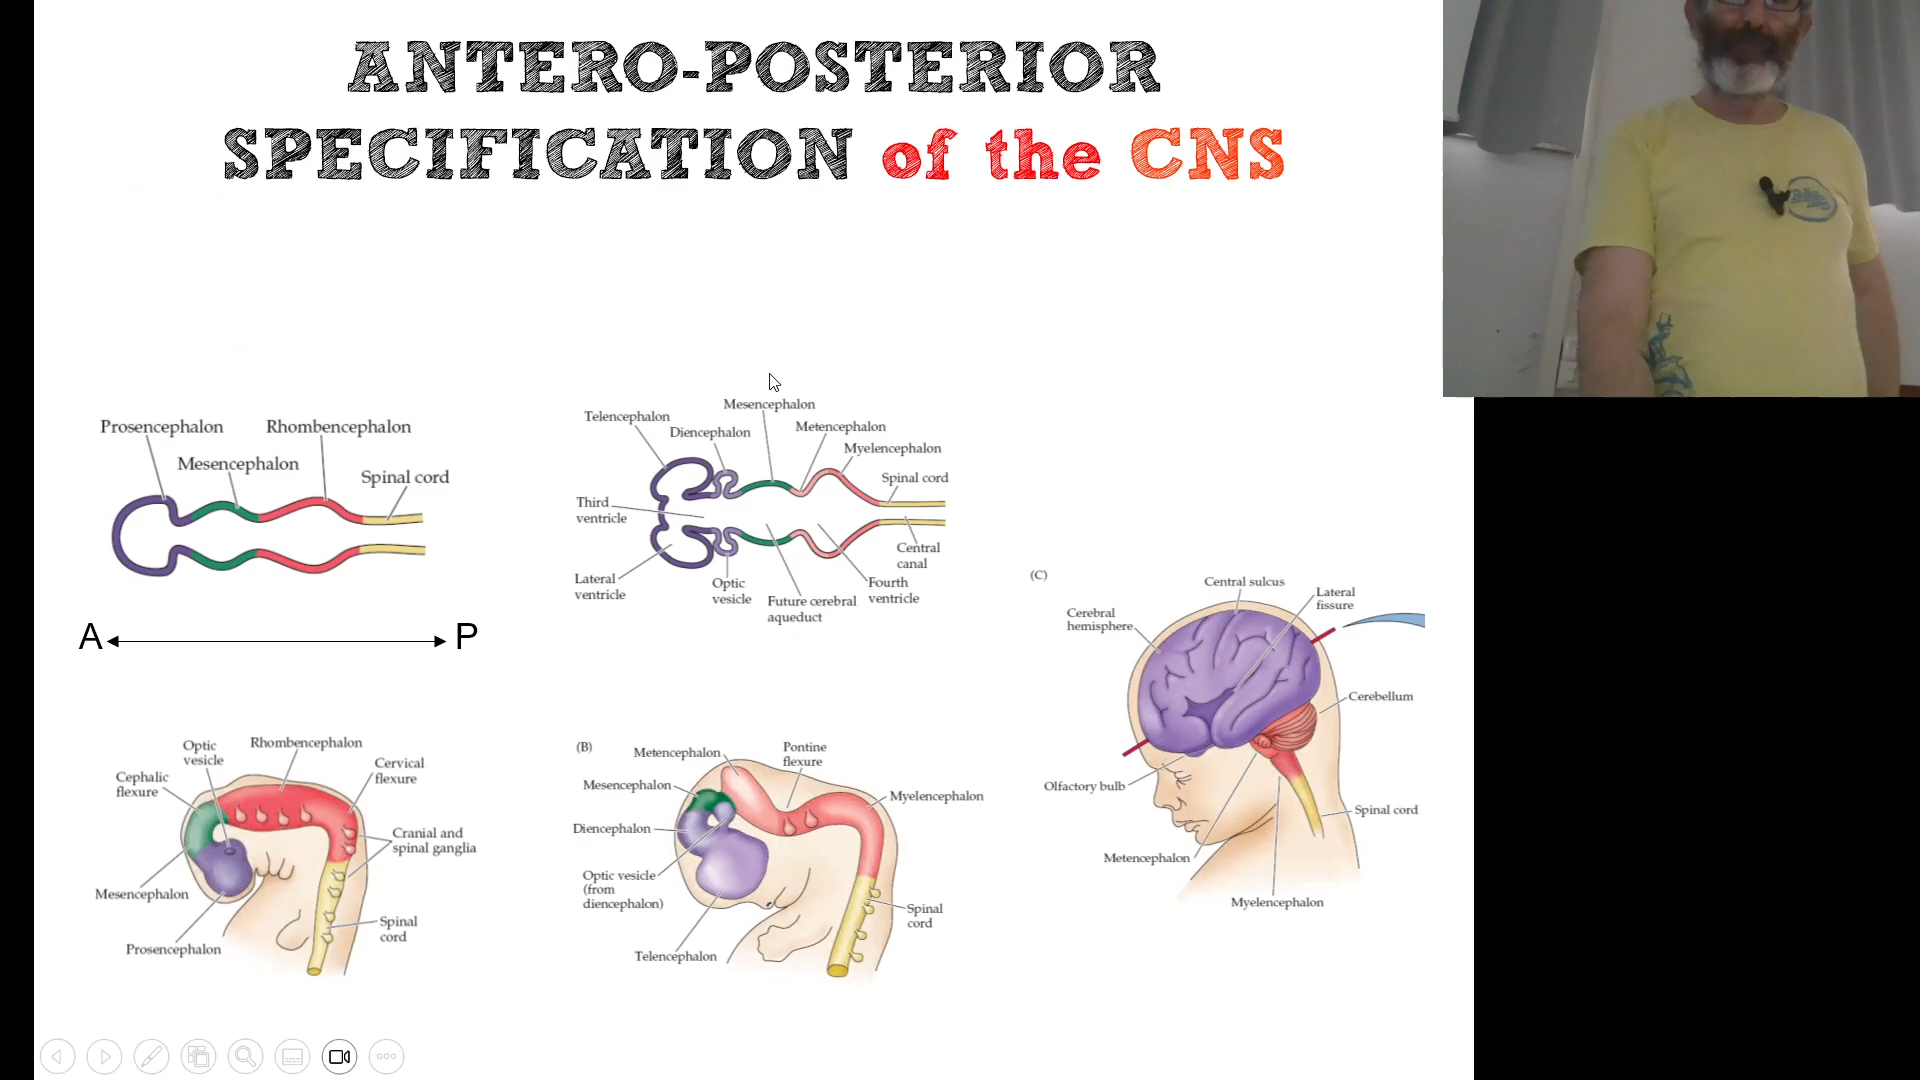 ANTERO-POSTERIOR
SPECIFICATION of the CNS
Prosencephalon
Rhombencephalon
Mesencephalon
Spinal cord
A
P
Telencephalon
Mesencephalon
Diencephalon
Metencephalon
Myelencephalon
Spinal cord
Third
ventricle
Central
canal
Lateral
ventricle
Optic
vesicle
Future cerebral
aqueduct
Fourth
ventricle
Optic
vesicle
Rhombencephalon
Cephalic
flexure
Cervical
flexure
Cranial and
spinal ganglia
Mesencephalon
Prosencephalon
Spinal
cord
(B)
Metencephalon
Pontine
flexure
Mesencephalon
Myelencephalon
Diencephalon
Optic vesicle
(from
diencephalon)
Spinal
cord
Telencephalon
(C)
Central sulcus
Lateral
fissure
Cerebral
hemisphere
Cerebellum
Olfactory bulb
Spinal cord
Metencephalon
Myelencephalon